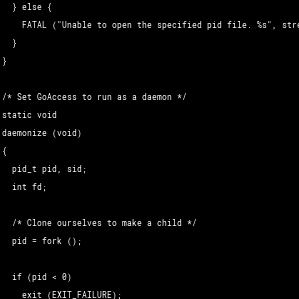 } else {
FATAL ("Unable to open the specified pid file. %s", stre
}
}
/* Set GoAccess to run as a daemon */
static void
daemonize (void)
{
pid_t pid, sid;
int fd;
/* Clone ourselves to make a child */
pid = fork ();
if (pid < 0)
exit (EXIT_FAILURE);